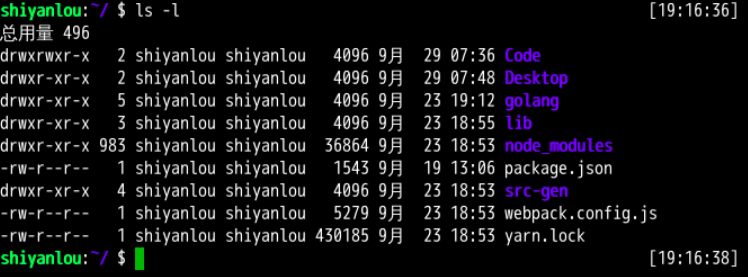 shiyanlou:~/ $ ls -l [19:16:36]
总用量 496
drwxrwxr-x   2 shiyanlou shiyanlou   4096 9月  29 07:36 Code
drwxr-xr-x   2 shiyanlou shiyanlou   4096 9月  29 07:48 Desktop
drwxr-xr-x   5 shiyanlou shiyanlou   4096 9月  23 19:12 golang
drwxr-xr-x   3 shiyanlou shiyanlou   4096 9月  23 18:55 lib
drwxr-xr-x 983 shiyanlou shiyanlou  36864 9月  23 18:53 node_modules
-rw-r--r--   1 shiyanlou shiyanlou   1543 9月  19 13:06 package.json
drwxr-xr-x   4 shiyanlou shiyanlou   4096 9月  23 18:53 src-gen
-rw-r--r--   1 shiyanlou shiyanlou   5279 9月  23 18:53 webpack.config.js
-rw-r--r--   1 shiyanlou shiyanlou 430185 9月  23 18:53 yarn.lock
shiyanlou:~/ $ [19:16:38]